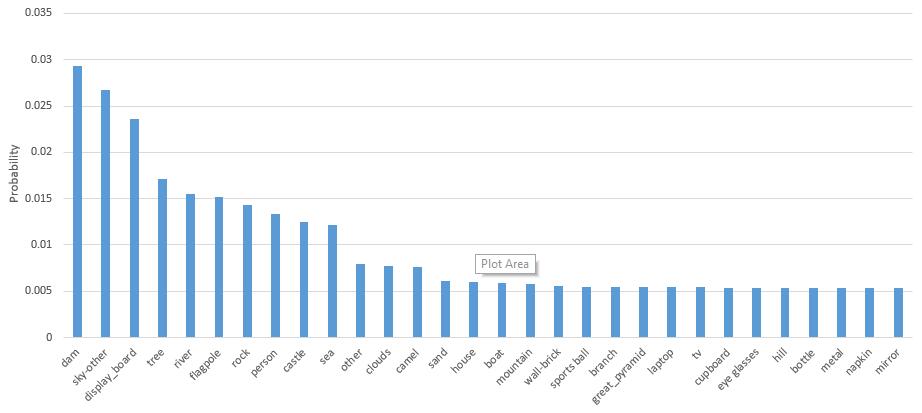 0.035
0.03
0.025
0.02
0.015
0.01
0.005
0
Probability
Plot Area
dam
sky-other
display_board
tree
river
flagpole
rock
person
castle
sea
other
clouds
camel
sand
house
boat
mountain
wall-brick
sports ball
branch
great_pyramid
laptop
tv
cupboard
eye glasses
hill
bottle
metal
napkin
mirror